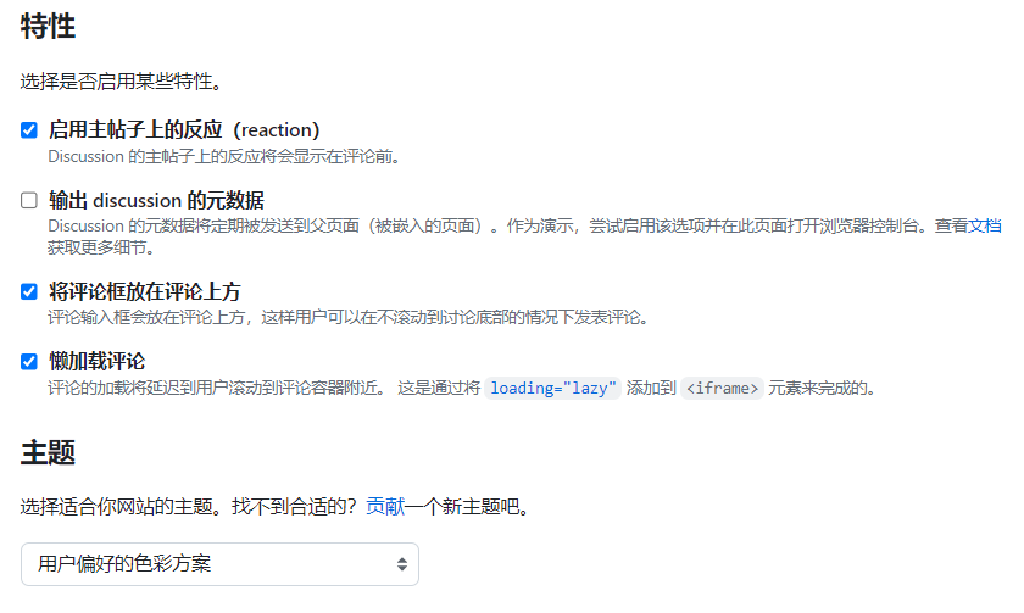 特性
选择是否启用某些特性。
启用主帖子上的反应（reaction）
Discussion 的主帖子上的反应将会显示在评论前。
输出 discussion 的元数据
Discussion 的元数据将定期被发送到父页面（被嵌入的页面）。作为演示，尝试启用该选项并在此页面打开浏览器控制台。查看文档
获取更多细节。
将评论框放在评论上方
评论输入框会放在评论上方，这样用户可以在不滚动到讨论底部的情况下发表评论。
懒加载评论
评论的加载将延迟到用户滚动到评论容器附近。 这是通过将 loading="lazy" 添加到 <iframe> 元素来完成的。
主题
选择适合你网站的主题。找不到合适的？贡献一个新主题吧。
用户偏好的色彩方案